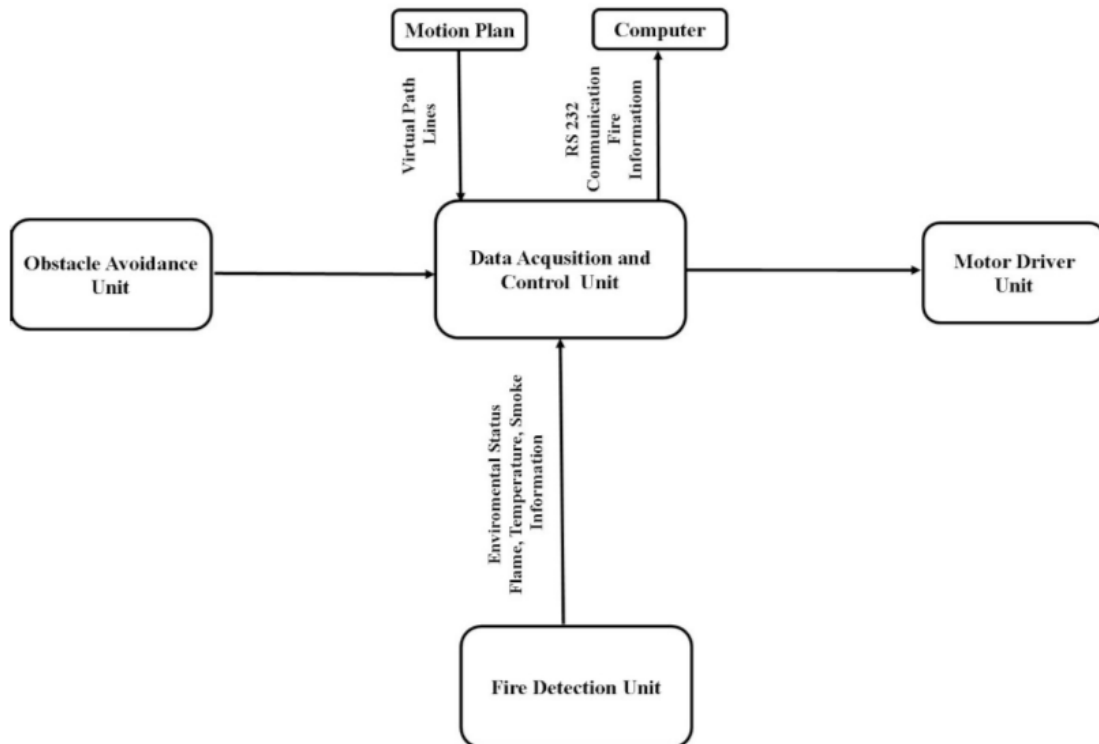 Motion Plan
Computer
Virtual Path
Lines
RS 232
Communication
Fire
Informatiom
Obstacle Avoidance
Unit
Data Acqusition and
Control Unit
Motor Driver
Unit
Enviromental Status
Flame, Temperature, Smoke
Information
Fire Detection Unit